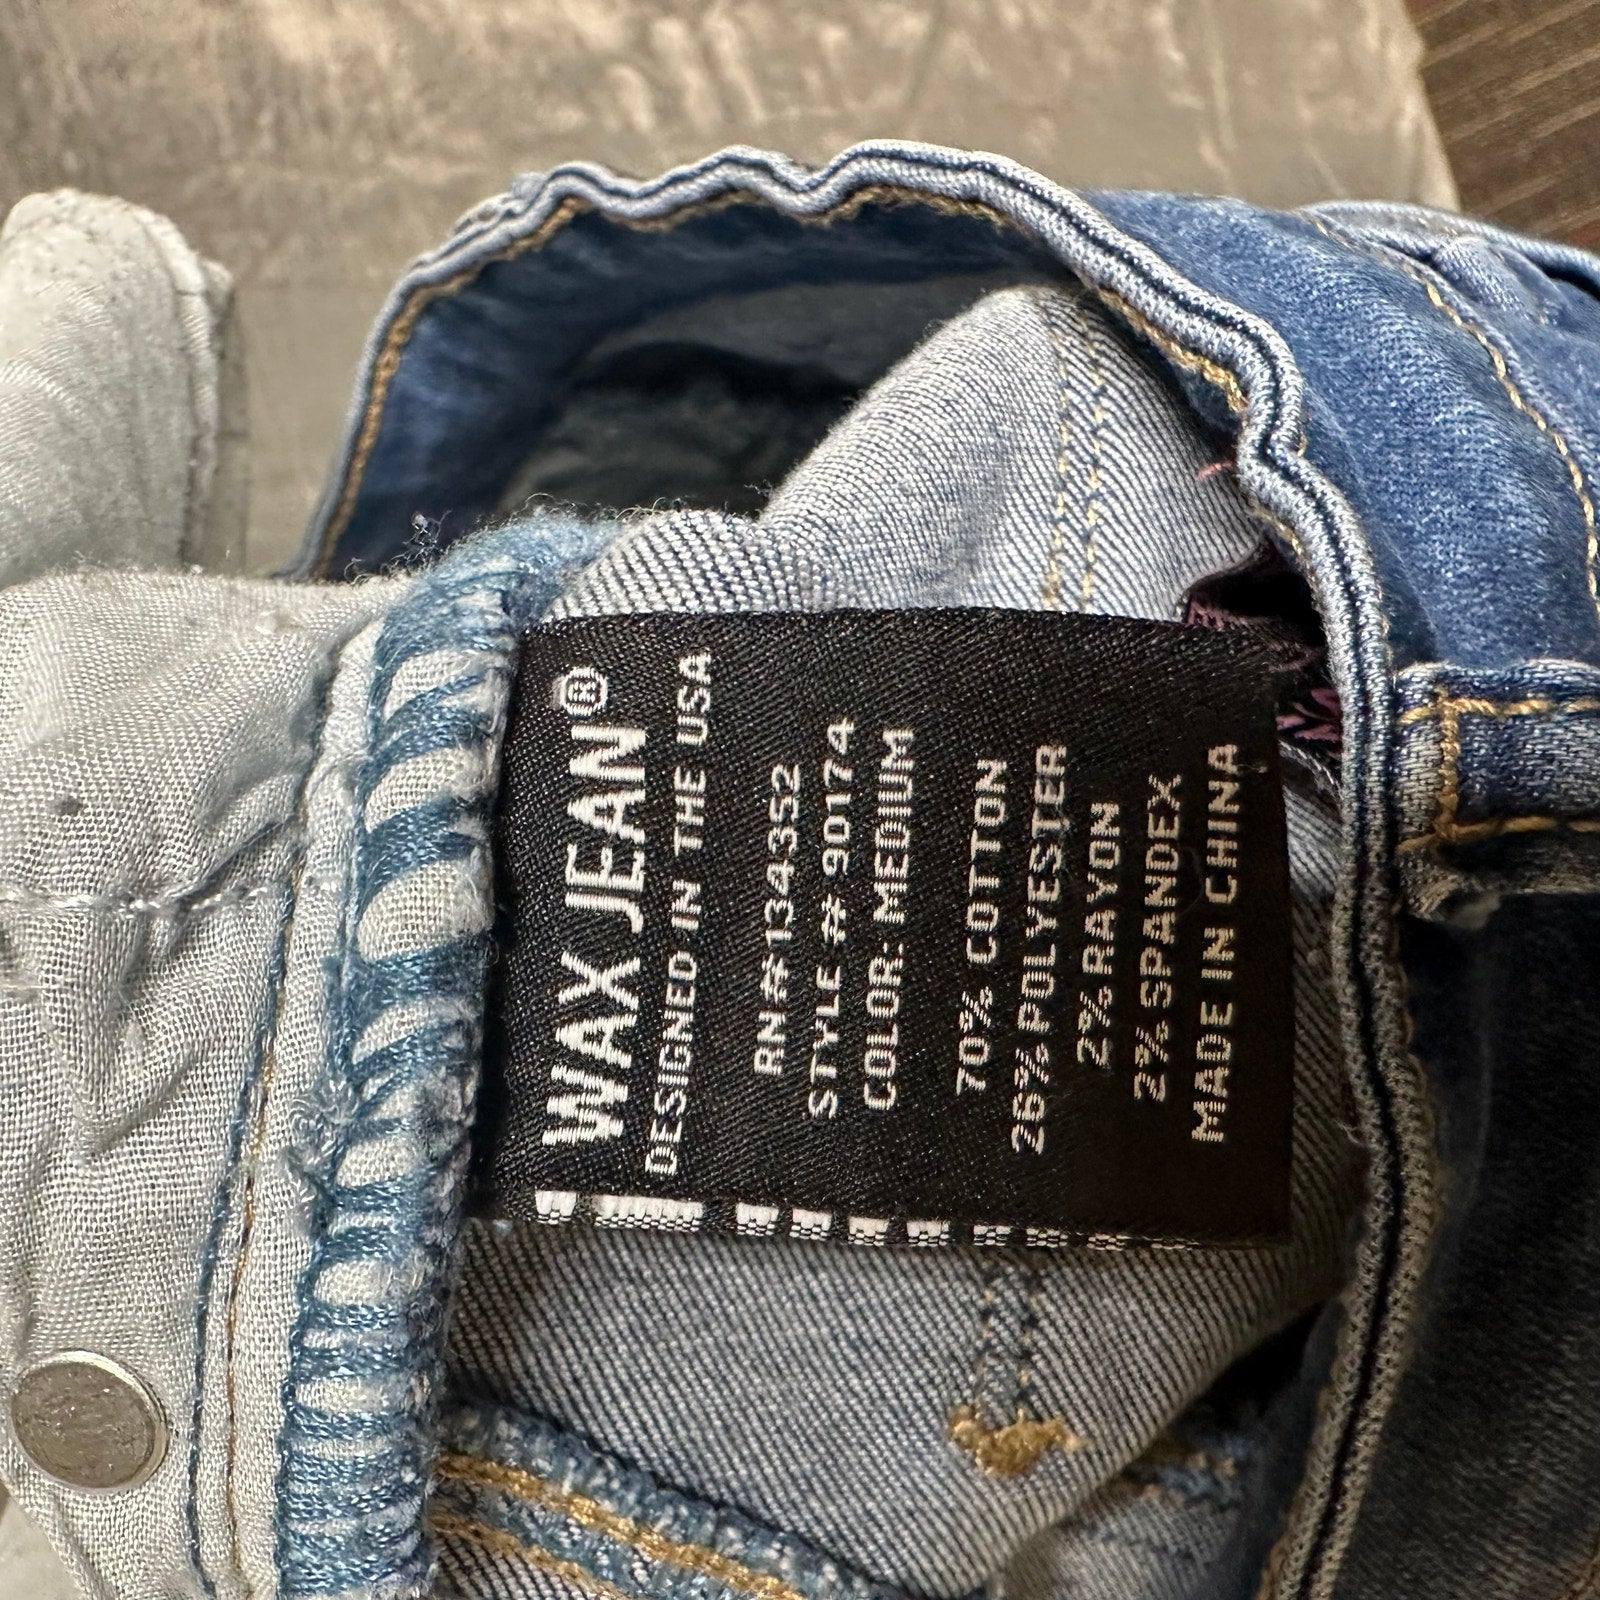 WAX JEAN®
DESIGNED IN THE USA
RN#134352
STYLE # 90174
COLOR: MEDIUM
70% COTTON
26% POLYESTER
2% RAYON
2% SPANDEX
MADE IN CHINA